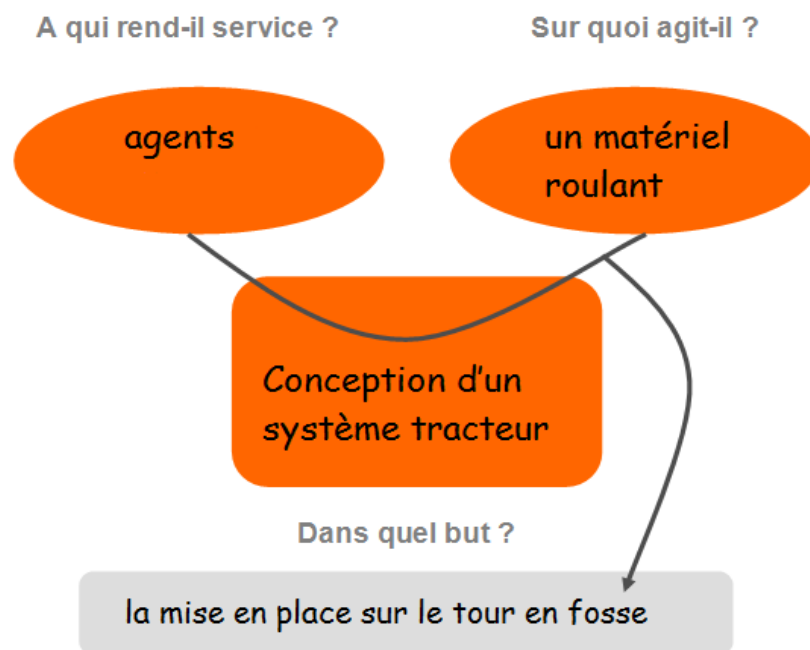 A qui rend-il service ?
Sur quoi agit-il ?
agents
un matériel
roulant
Conception d'un
système tracteur
Dans quel but ?
la mise en place sur le tour en fosse